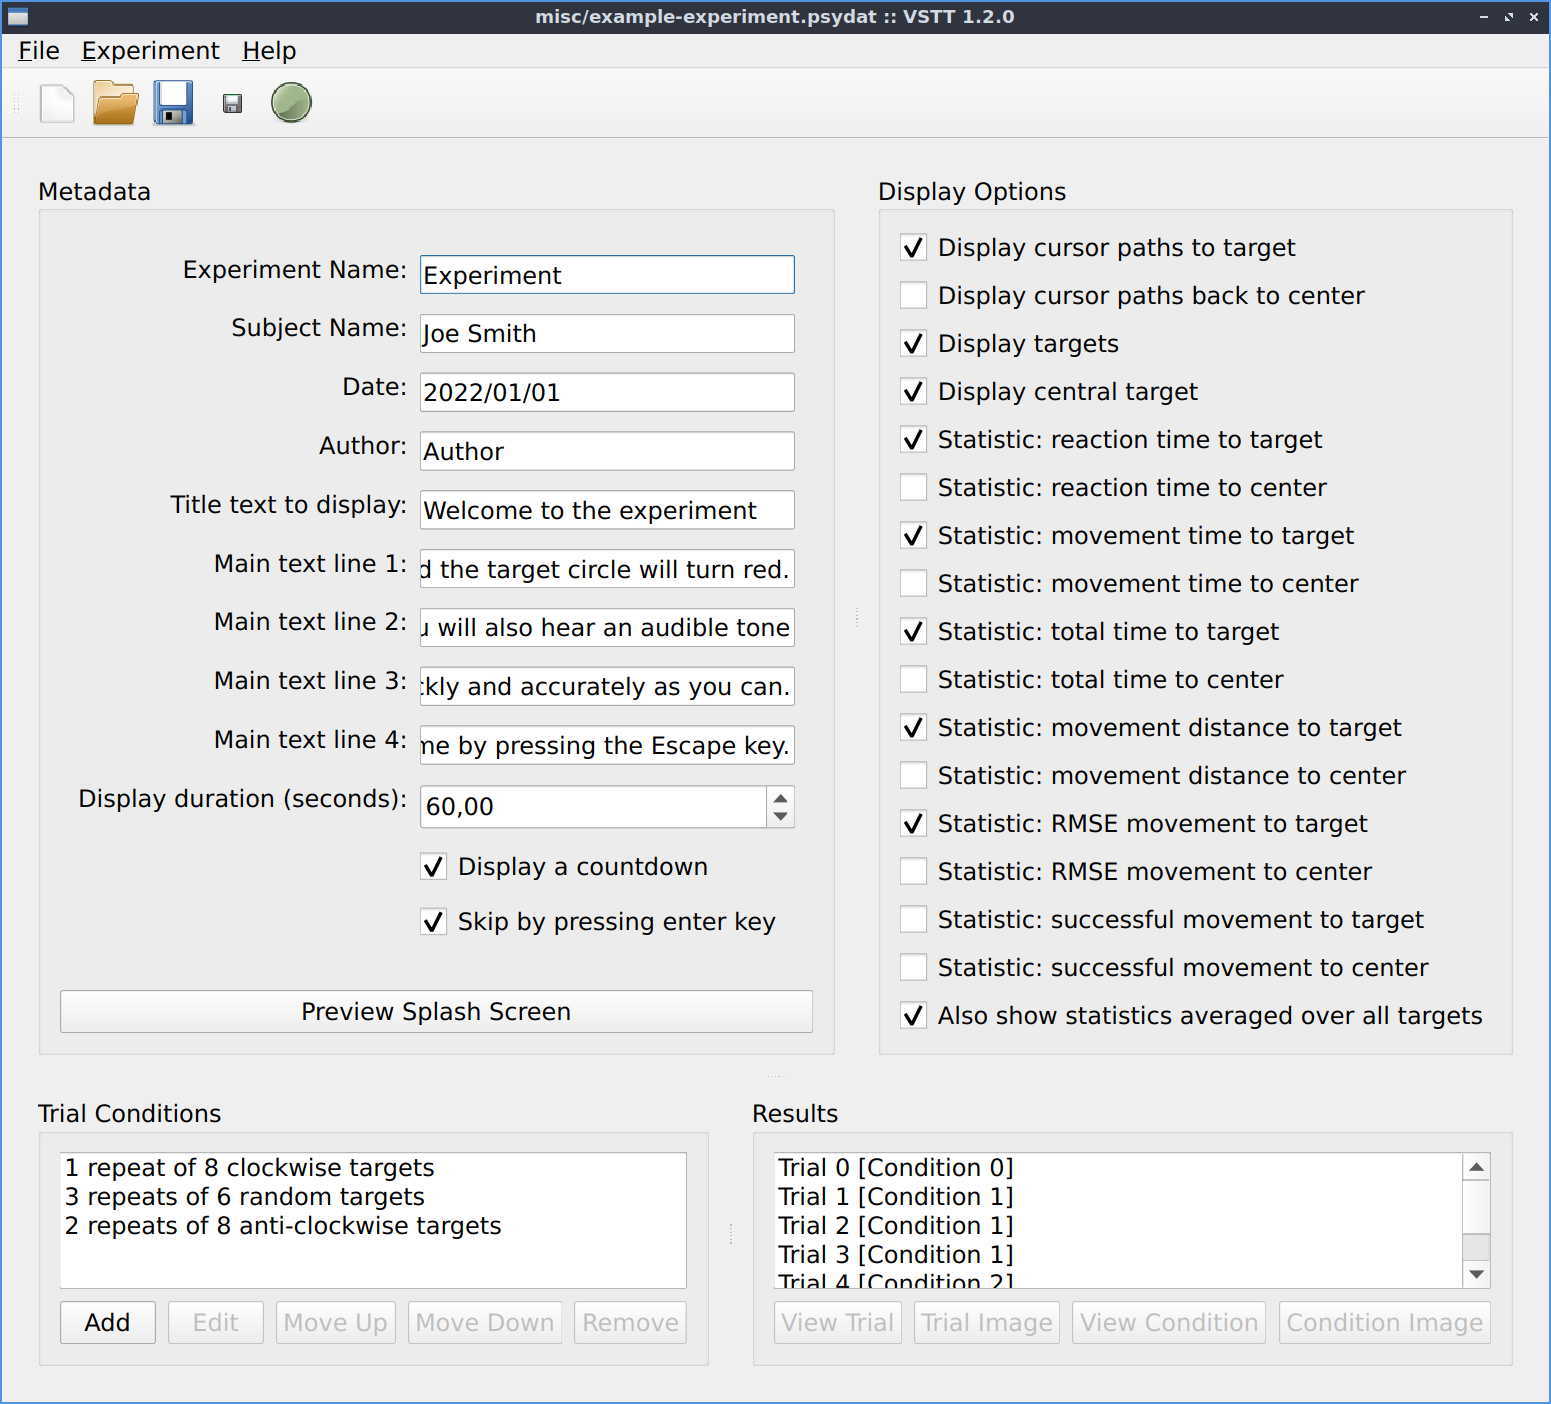 misc/example-experiment.psydat :: VSTT 1.2.0
File Experiment Help
Metadata
Experiment Name: Experiment
Subject Name: Joe Smith
Date: 2022/01/01
Author: Author
Title text to display: Welcome to the experiment
Main text line 1: d the target circle will turn red.
Main text line 2: will also hear an audible tone
Main text line 3: ckly and accurately as you can.
Main text line 4: me by pressing the Escape key.
Display duration (seconds): 60,00
Display a countdown
Skip by pressing enter key
Preview Splash Screen
Display Options
Display cursor paths to target
Display cursor paths back to center
Display targets
Display central target
Statistic: reaction time to target
Statistic: reaction time to center
Statistic: movement time to target
Statistic: movement time to center
Statistic: total time to target
Statistic: total time to center
Statistic: movement distance to target
Statistic: movement distance to center
Statistic: RMSE movement to target
Statistic: RMSE movement to center
Statistic: successful movement to target
Statistic: successful movement to center
Also show statistics averaged over all targets
Trial Conditions
1 repeat of 8 clockwise targets
3 repeats of 6 random targets
2 repeats of 8 anti-clockwise targets
Add Edit Move Up Move Down Remove
Results
Trial 0 [Condition 0]
Trial 1 [Condition 1]
Trial 2 [Condition 1]
Trial 3 [Condition 1]
Trial 4 [Condition 2]
View Trial Trial Image View Condition Condition Image